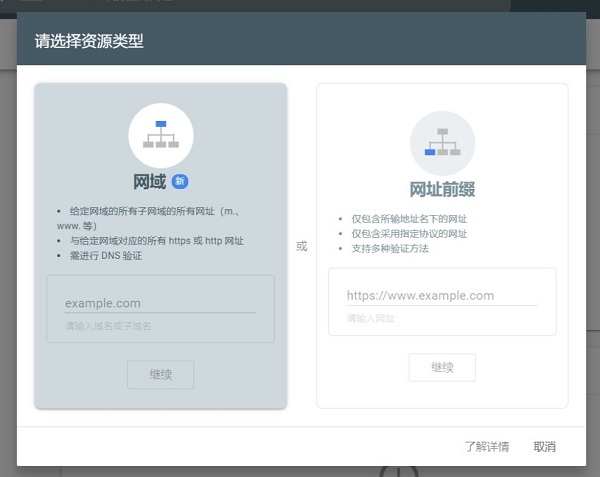 请选择资源类型
网域 新
• 给定网域的所有子网域的所有网址（m.、
www. 等）
• 与给定网域对应的所有 https 或 http 网址
• 需进行 DNS 验证
example.com
请输入域名或子域名
继续
或
网址前缀
• 仅包含所输地址名下的网址
• 仅包含采用指定协议的网址
• 支持多种验证方法
https://www.example.com
请输入网址
继续
了解详情 取消